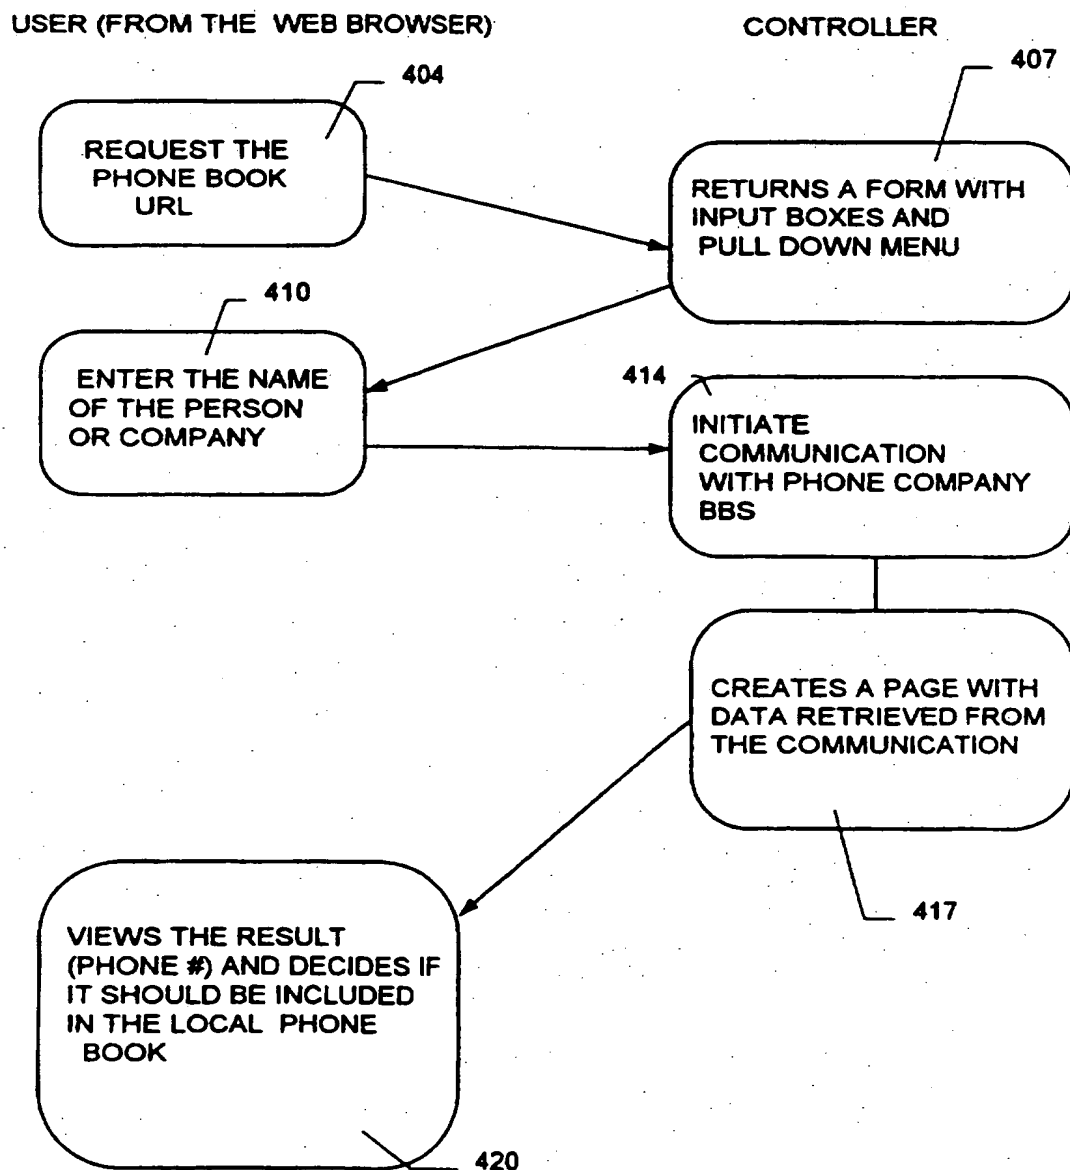 USER (FROM THE WEB BROWSER)
CONTROLLER
404
407
REQUEST THE
PHONE BOOK
URL
RETURNS A FORM WITH
INPUT BOXES AND
PULL DOWN MENU
410
ENTER THE NAME
OF THE PERSON
OR COMPANY
414
INITIATE
COMMUNICATION
WITH PHONE COMPANY
BBS
CREATES A PAGE WITH
DATA RETRIEVED FROM
THE COMMUNICATION
417
VIEWS THE RESULT
(PHONE #) AND DECIDES IF
IT SHOULD BE INCLUDED
IN THE LOCAL PHONE
BOOK
420